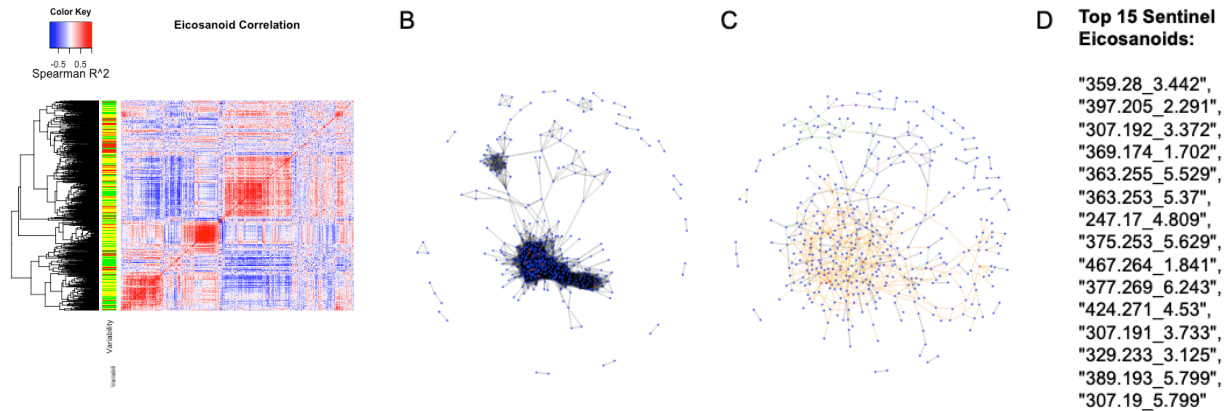 Color Key
-0.5 0.5
Spearman R^2
Eicosanoid Correlation
Variability
Variabili
B
C
D
Top 15 Sentinel
Eicosanoids:
"359.28_3.442",
"397.205_2.291",
"307.192_3.372",
"369.174_1.702",
"363.255_5.529",
"363.253_5.37",
"247.17_4.809",
"375.253_5.629",
"467.264_1.841",
"377.269_6.243",
"424.271_4.53",
"307.191_3.733",
"329.233_3.125",
"389.193_5.799",
"307.19_5.799"